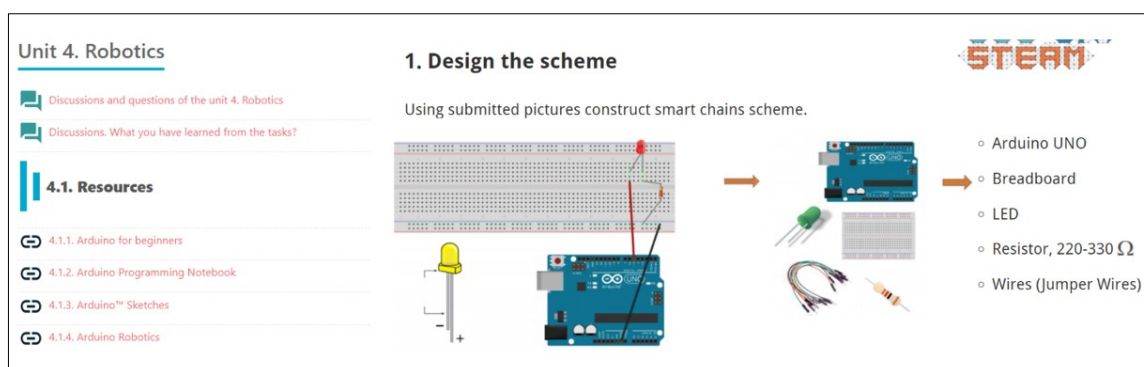 Unit 4. Robotics
Discussions and questions of the unit 4. Robotics
Discussions. What you have learned from the tasks?
4.1. Resources
4.1.1. Arduino for beginners
4.1.2. Arduino Programming Notebook
4.1.3. Arduino™ Sketches
4.1.4. Arduino Robotics
1. Design the scheme
Using submitted pictures construct smart chains scheme.
UNO
ARDUINO
- +
UNO
STEAM
Arduino UNO
Breadboard
LED
Resistor, 220-330 Ω
Wires (Jumper Wires)